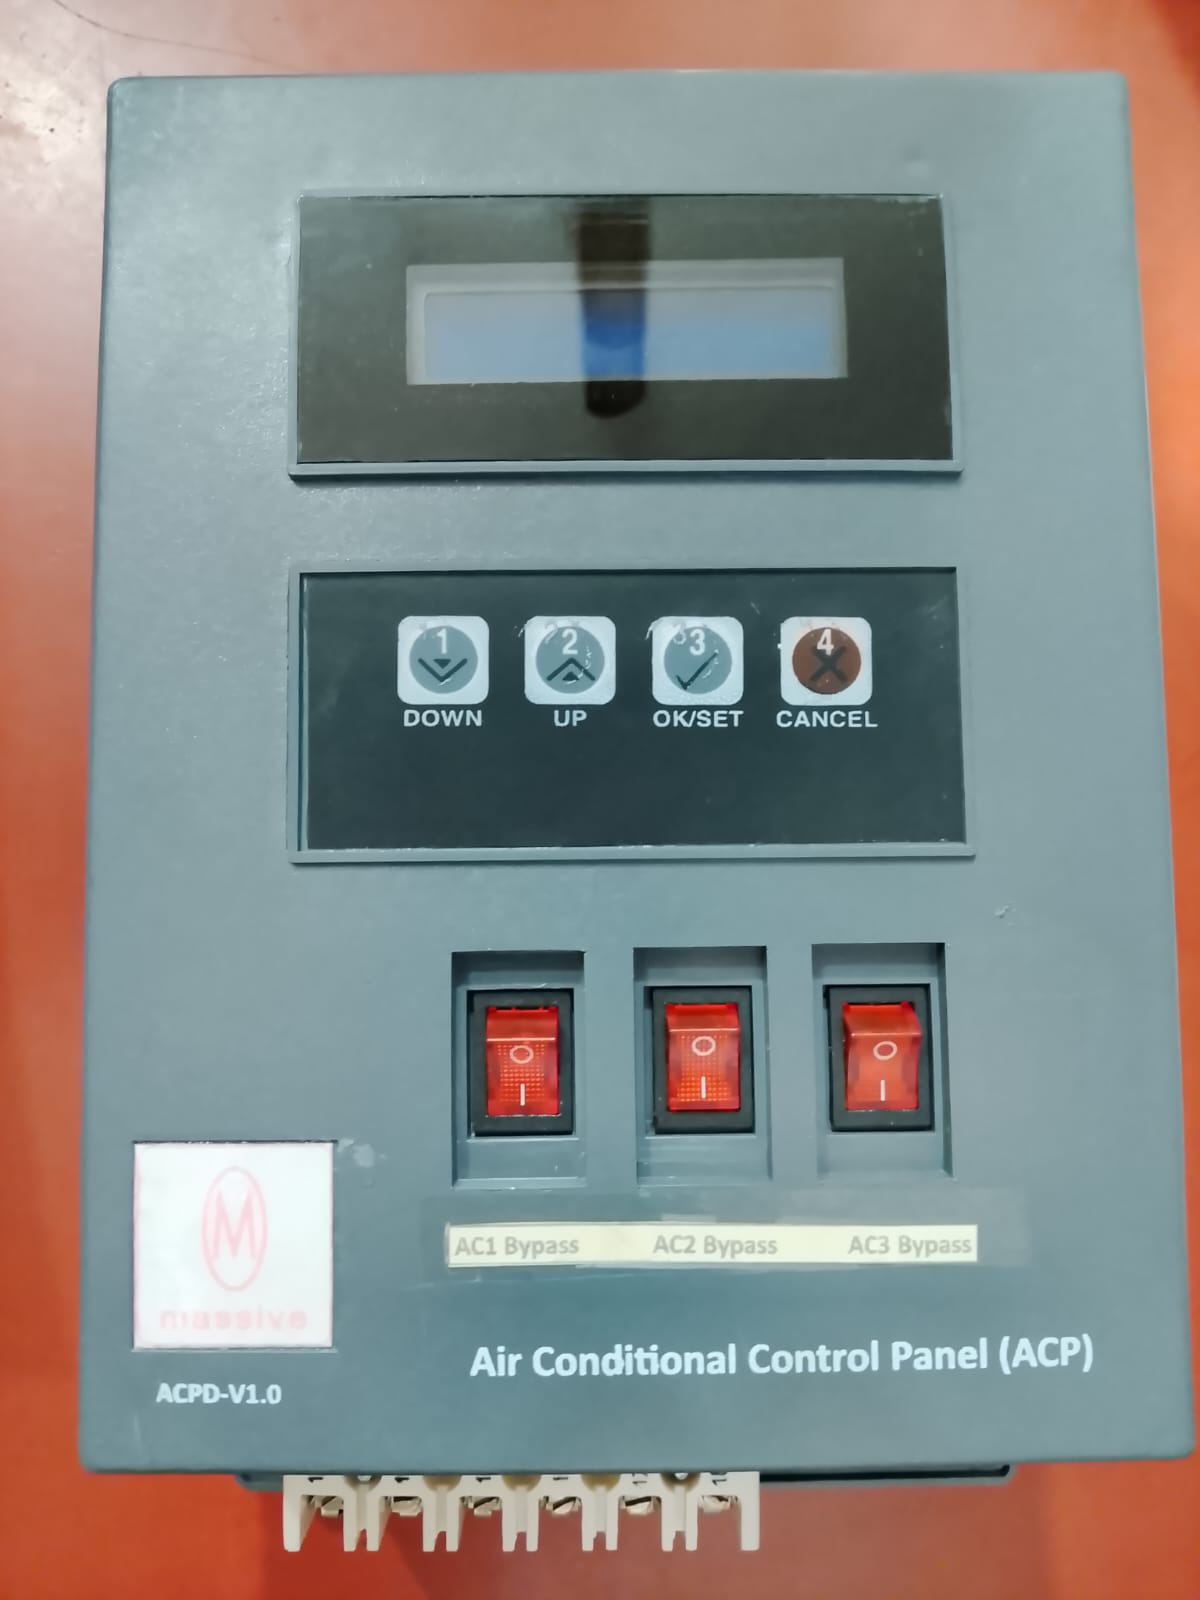 1 2 3 4
DOWN UP OK/SET CANCEL
AC1 Bypass AC2 Bypass AC3 Bypass
M
massive
Air Conditional Control Panel (ACP)
ACPD-V1.0